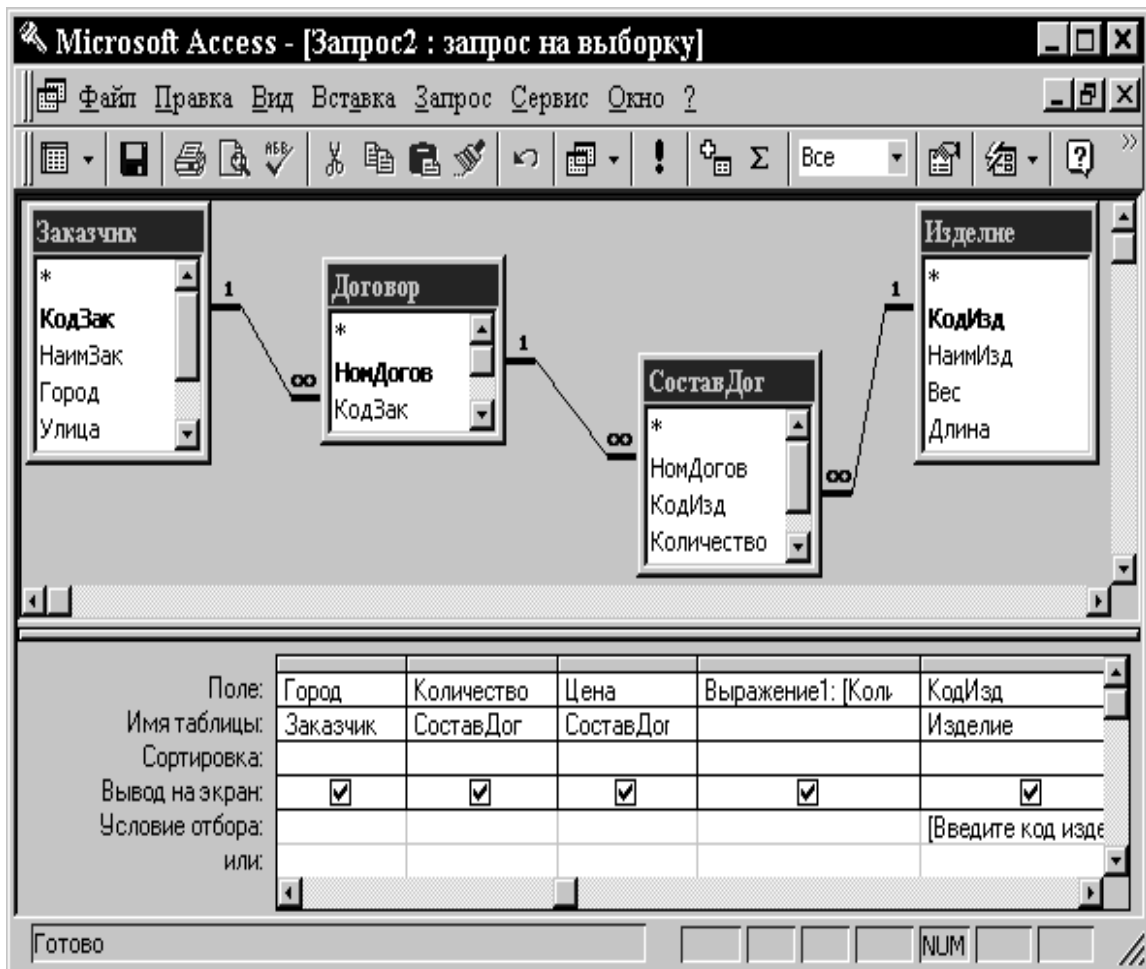 Microsoft Access - [Запрос2 : запрос на выборку]
Файл Правка Вид Вставка Запрос Сервис Окно ?
Все
Заказчик
*
КодЗак
НаимЗак
Город
Улица
1
∞
Договор
*
НомДогов
КодЗак
1
∞
СоставДог
*
НомДогов
КодИзд
Количество
∞
1
Изделие
*
КодИзд
НаимИзд
Вес
Длина
Поле: Город Количество Цена Выражение1: [Коли КодИзд
Имя таблицы: Заказчик СоставДог СоставДог Изделие
Сортировка:
Вывод на экран:
Условие отбора: [Введите код изде
или:
Готово NUM